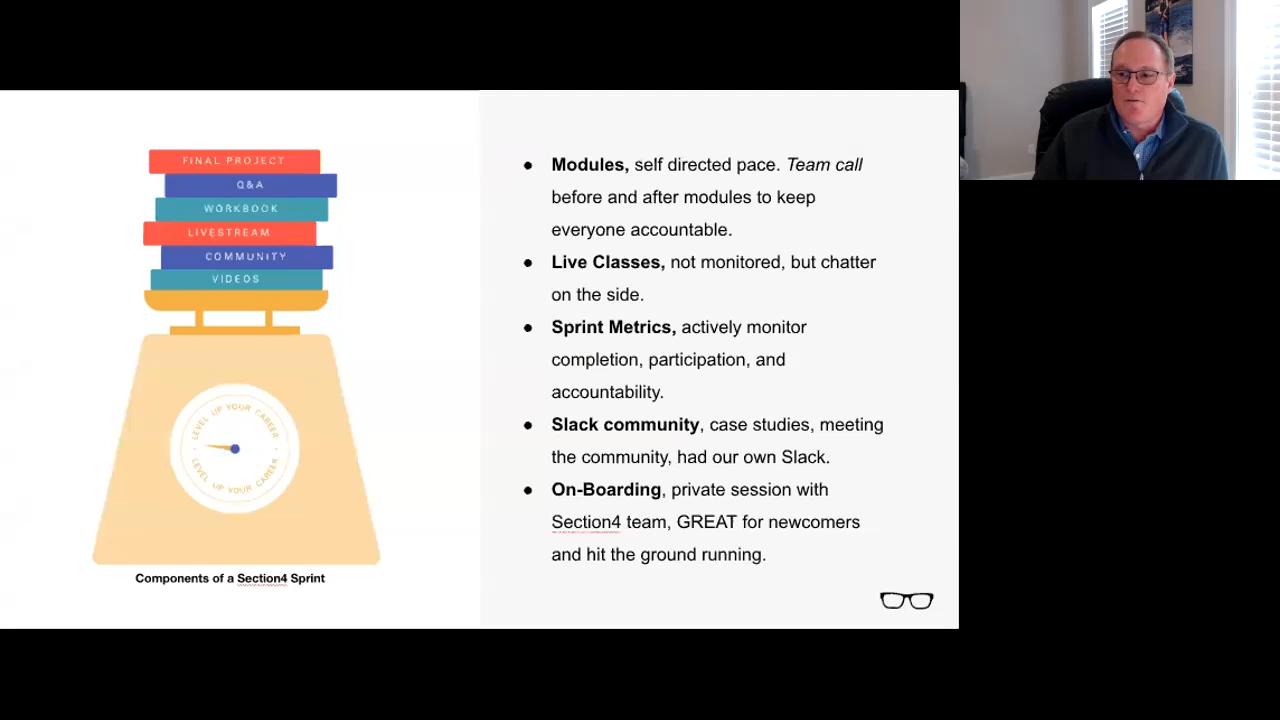 FINAL PROJECT
Q&A
WORKBOOK
LIVESTREAM
COMMUNITY
VIDEOS
LEVEL UP YOUR CAREER
LEVEL UP YOUR CAREER
Components of a Section4 Sprint
● Modules, self directed pace. Team call
before and after modules to keep
everyone accountable.
● Live Classes, not monitored, but chatter
on the side.
● Sprint Metrics, actively monitor
completion, participation, and
accountability.
● Slack community, case studies, meeting
the community, had our own Slack.
● On-Boarding, private session with
Section4 team, GREAT for newcomers
and hit the ground running.